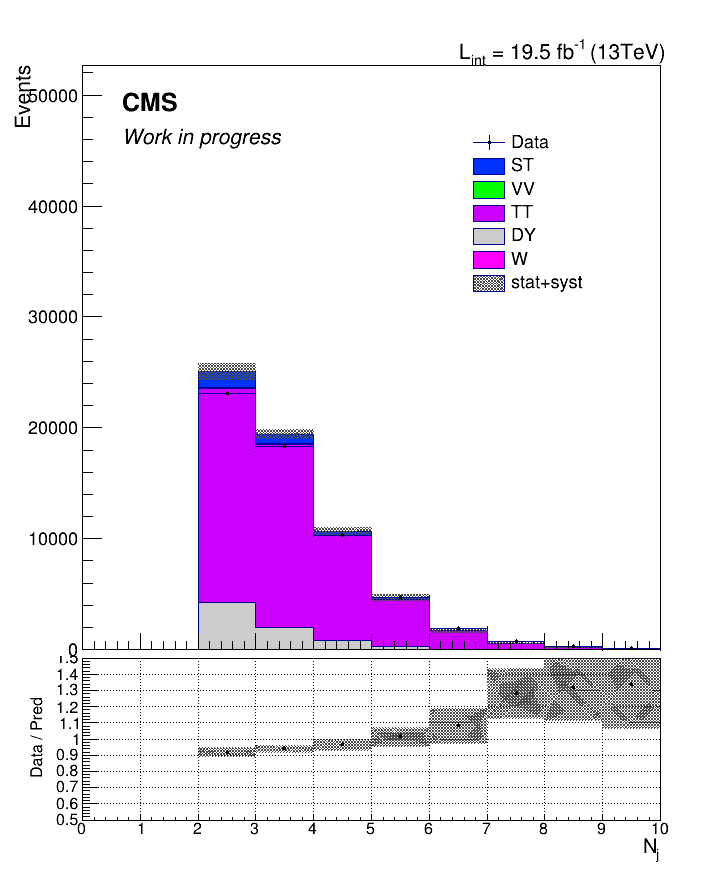 L_int = 19.5 fb^-1 (13TeV)
Events
50000
CMS
Work in progress
Data
ST
VV
40000
TT
DY
W
stat+syst
30000
20000
10000
0
1.5
1.4
1.3
1.2
1.1
1
0.9
0.8
0.7
0.6
0.5
Data / Pred
0 1 2 3 4 5 6 7 8 9 10
N_j